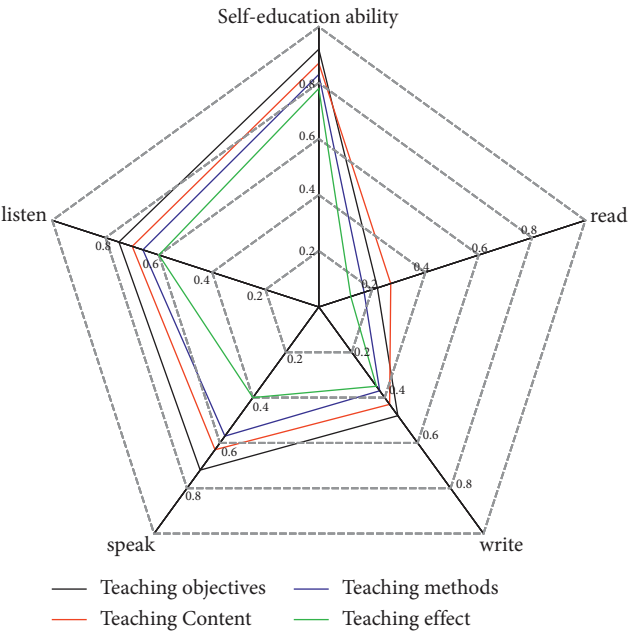 Self-education ability
0.8
0.6
0.4
0.2
listen
0.8
0.6
0.4
0.2
read
0.8
0.6
0.4
0.2
0.2
0.4
0.6
0.8
write
0.2
0.4
0.6
0.8
speak
Teaching objectives
Teaching methods
Teaching Content
Teaching effect